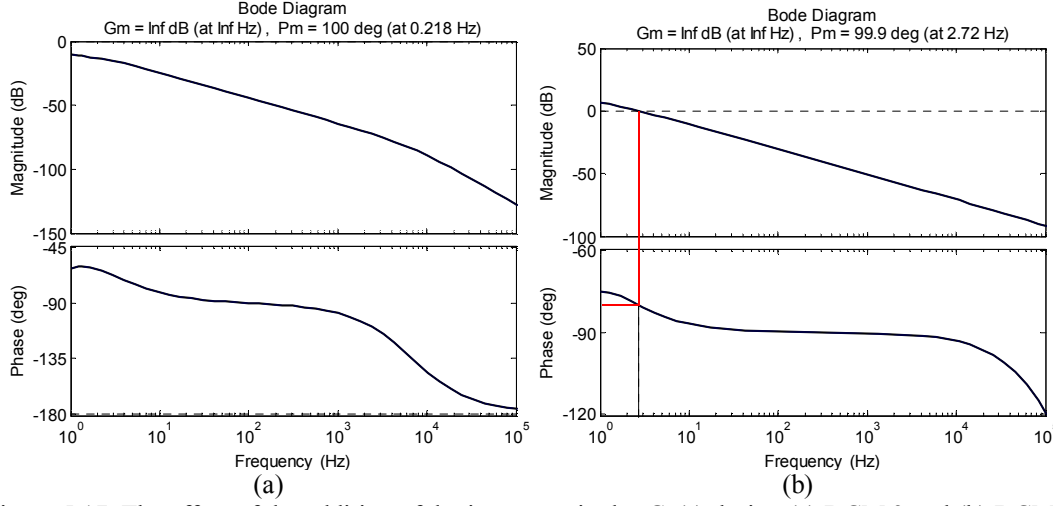 Bode Diagram
Gm = Inf dB (at Inf Hz) , Pm = 100 deg (at 0.218 Hz)
Magnitude (dB)
0
-50
-100
-150
Phase (deg)
-45
-90
-135
-180
10^0 10^1 10^2 10^3 10^4 10^5
Frequency (Hz)
(a)
Bode Diagram
Gm = Inf dB (at Inf Hz) , Pm = 99.9 deg (at 2.72 Hz)
Magnitude (dB)
50
0
-50
-100
Phase (deg)
-60
-90
-120
10^0 10^1 10^2 10^3 10^4 10
Frequency (Hz)
(b)